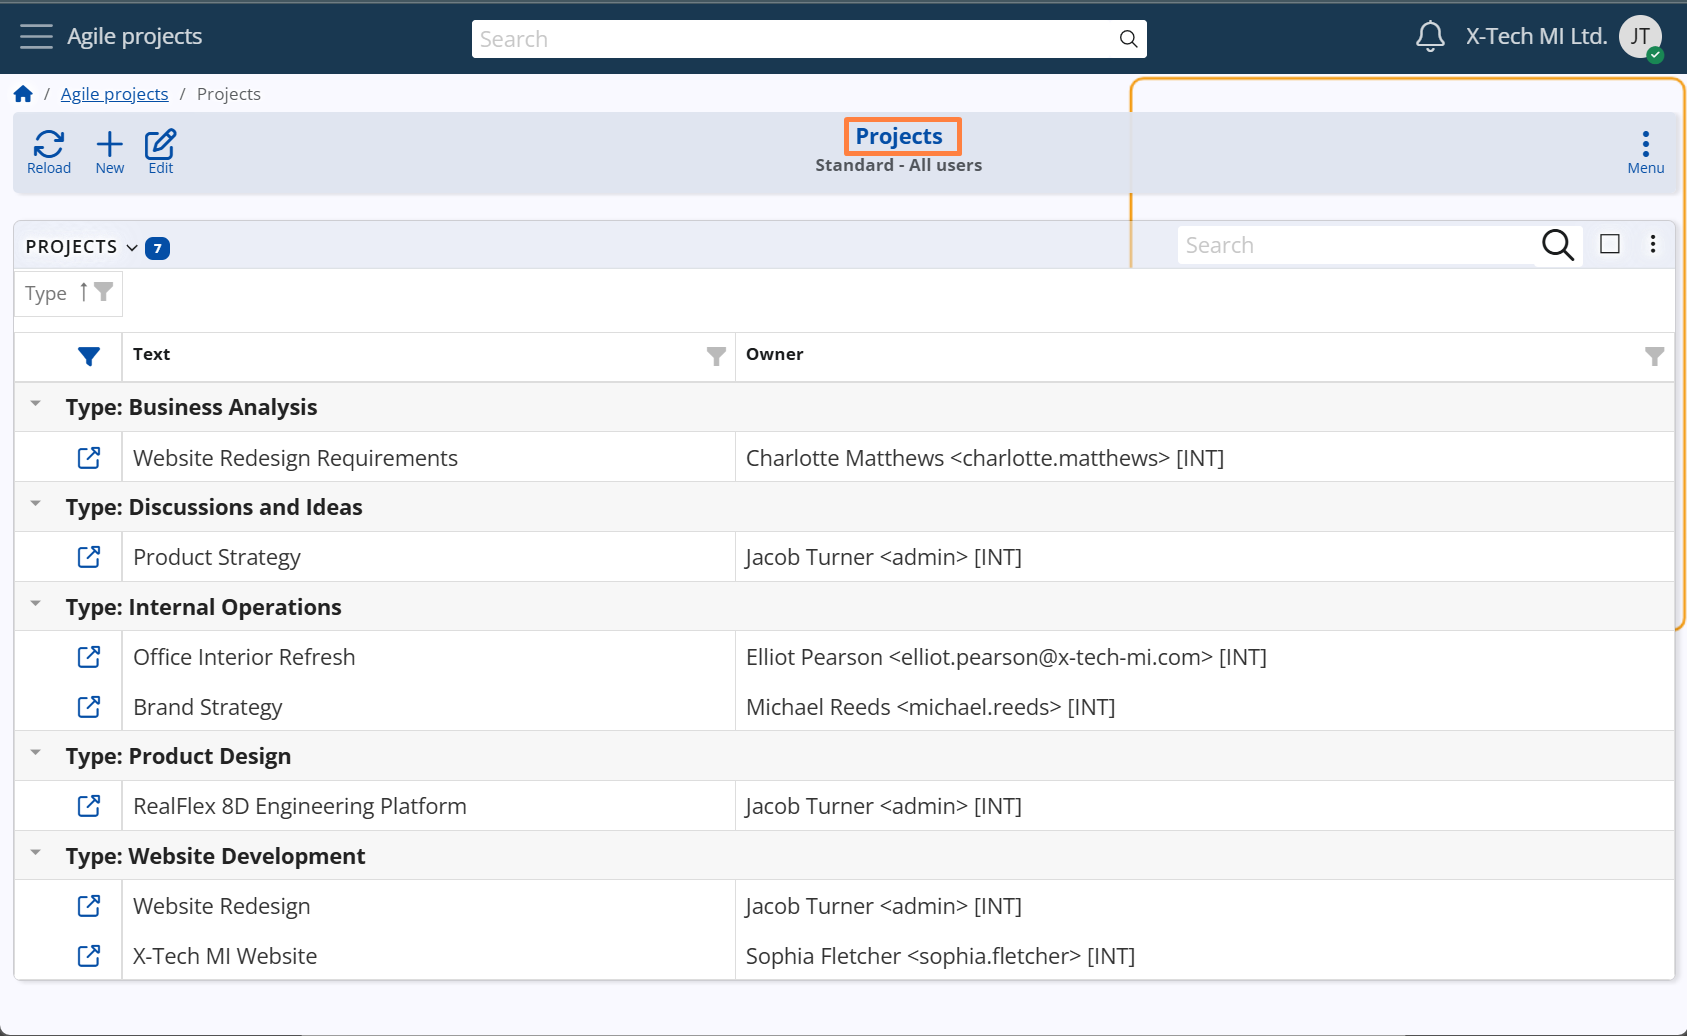 Agile projects
Search
X-Tech MI Ltd.
JT
/ Agile projects / Projects
Reload
New
Edit
Projects
Standard - All users
Menu
PROJECTS
7
Search
Type
Text
Owner
Type: Business Analysis
Website Redesign Requirements
Charlotte Matthews <charlotte.matthews> [INT]
Type: Discussions and Ideas
Product Strategy
Jacob Turner <admin> [INT]
Type: Internal Operations
Office Interior Refresh
Elliot Pearson <elliot.pearson@x-tech-mi.com> [INT]
Brand Strategy
Michael Reeds <michael.reeds> [INT]
Type: Product Design
RealFlex 8D Engineering Platform
Jacob Turner <admin> [INT]
Type: Website Development
Website Redesign
Jacob Turner <admin> [INT]
X-Tech MI Website
Sophia Fletcher <sophia.fletcher> [INT]